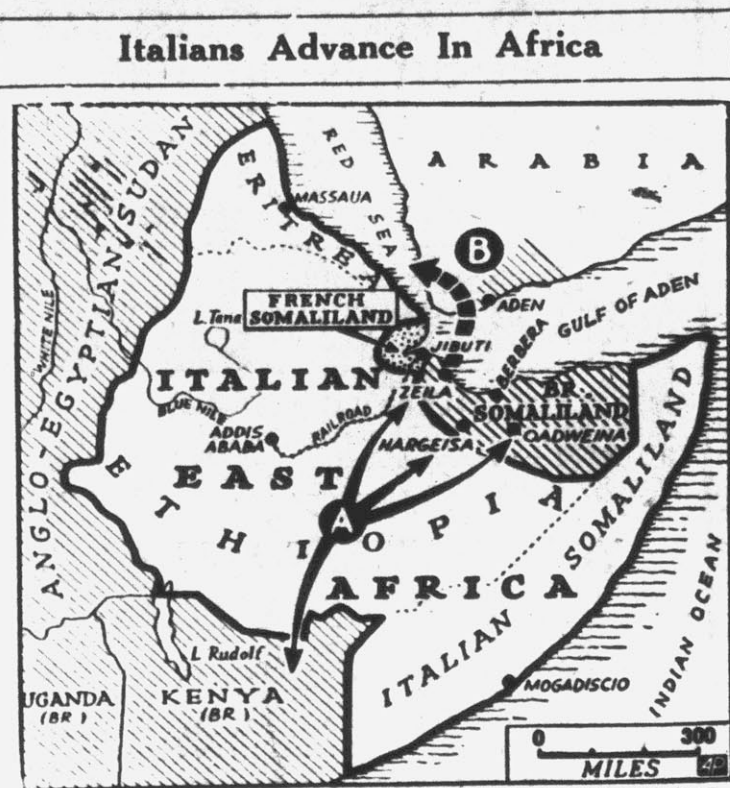 Italians Advance In Africa
RED SEA
ARABIA
ERITREA
MASSAUA
ANGLO-EGYPTIAN SUDAN
WHITE NILE
B
ADEN
GULF OF ADEN
FRENCH
SOMALILAND
L. Tana
JIBUTI
BERBERA
ITALIAN
ZEILA
BR.
SOMALILAND
BLUE NILE
RAILROAD
ADDIS
ABABA
HARGEISA
OADWEINA
EAST
ETHIOPIA
A
AFRICA
ITALIAN SOMALILAND
INDIAN OCEAN
L. Rudolf
UGANDA
(BR)
KENYA
(BR)
MOGADISCIO
0 300
MILES
AP